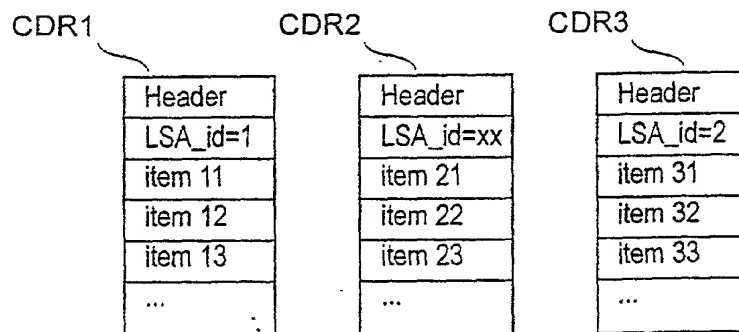 CDR1
CDR2
CDR3
Header
LSA_id=1
item 11
item 12
item 13
...
Header
LSA_id=xx
item 21
item 22
item 23
...
Header
LSA_id=2
item 31
item 32
item 33
...